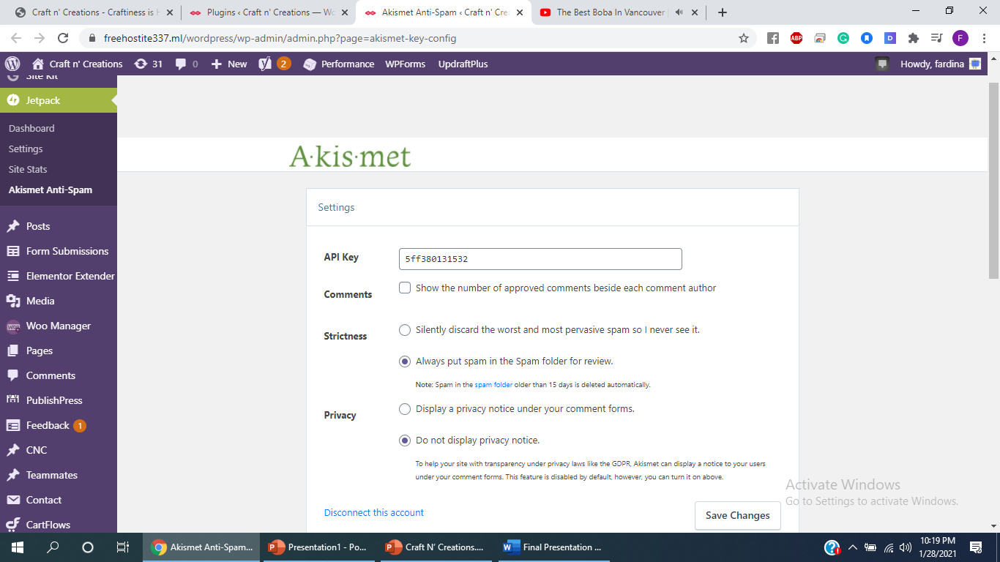 Craft n' Creations - Craftiness is H
Plugins ‹ Craft n' Creations — Wo
Akismet Anti-Spam ‹ Craft n' Crea
The Best Boba In Vancouver
freehostite337.ml/wordpress/wp-admin/admin.php?page=akismet-key-config
ABP
G
D
F
Craft n' Creations
31
0
New
2
Performance
WPForms
UpdraftPlus
Howdy, fardina
Site Kit
Jetpack
Dashboard
Settings
Site Stats
Akismet Anti-Spam
Posts
Form Submissions
Elementor Extender
Media
Woo Manager
Pages
Comments
PublishPress
Feedback 1
CNC
Teammates
Contact
CartFlows
A·kis·met
Settings
API Key
5ff380131532
Comments
Show the number of approved comments beside each comment author
Strictness
Silently discard the worst and most pervasive spam so I never see it.
Always put spam in the Spam folder for review.
Note: Spam in the spam folder older than 15 days is deleted automatically.
Privacy
Display a privacy notice under your comment forms.
Do not display privacy notice.
To help your site with transparency under privacy laws like the GDPR, Akismet can display a notice to your users
under your comment forms. This feature is disabled by default, however, you can turn it on above.
Disconnect this account
Save Changes
Activate Windows
Go to Settings to activate Windows.
Akismet Anti-Spam...
Presentation1 - Po...
Craft N’ Creations....
Final Presentation ...
10:19 PM
1/28/2021